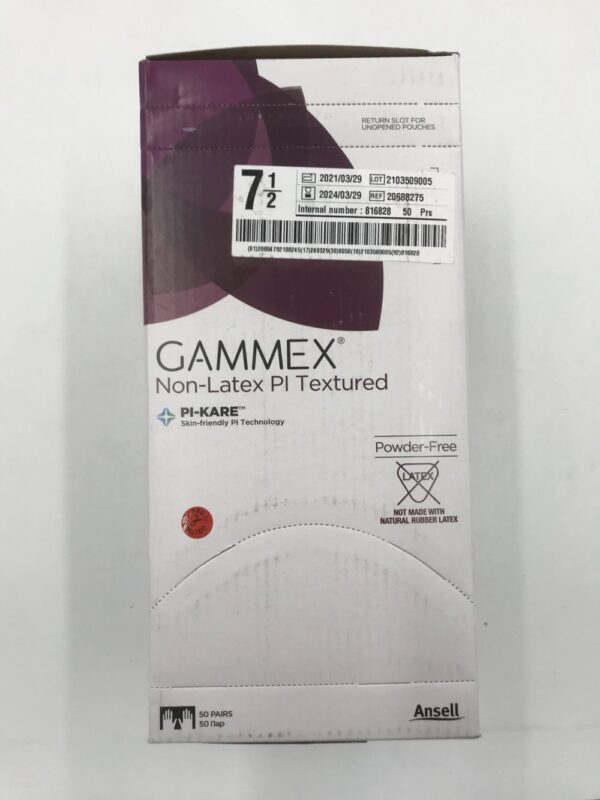 RETURN SLOT FOR
UNOPENED POUCHES
7 1/2
2021/03/29 LOT 2103509005
2024/03/29 REF 20688275
Internal number : 816828 50 Prs
GAMMEX®
Non-Latex PI Textured
PI-KARE™
Skin-friendly PI Technology
Powder-Free
LATEX
NOT MADE WITH
NATURAL RUBBER LATEX
50 PAIRS
50 Пар
Ansell